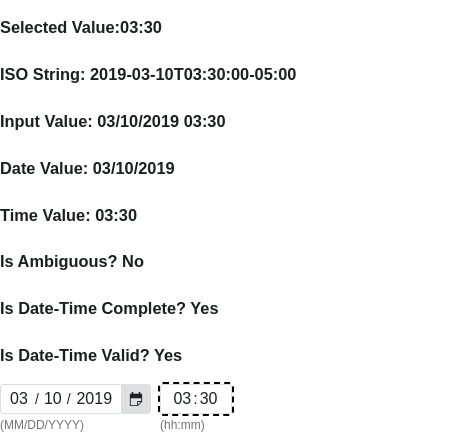 Selected Value:03:30
ISO String: 2019-03-10T03:30:00-05:00
Input Value: 03/10/2019 03:30
Date Value: 03/10/2019
Time Value: 03:30
Is Ambiguous? No
Is Date-Time Complete? Yes
Is Date-Time Valid? Yes
03 / 10 / 2019 03:30
(MM/DD/YYYY) (hh:mm)